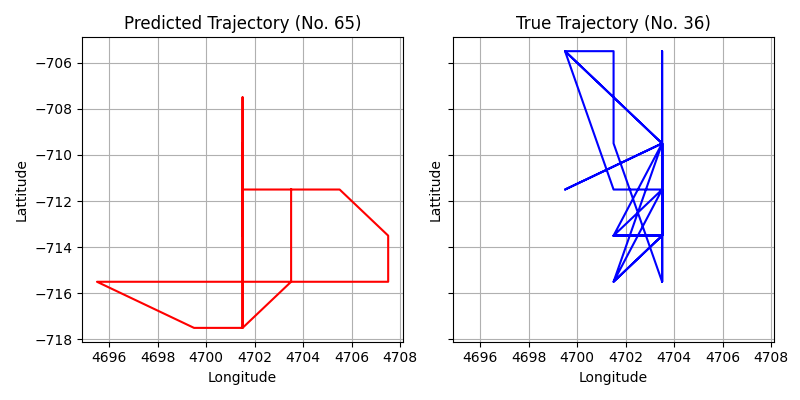 Predicted Trajectory (No. 65)
True Trajectory (No. 36)
Lattitude
−706
−708
−710
−712
−714
−716
−718
4696 4698 4700 4702 4704 4706 4708
Longitude
Lattitude
4696 4698 4700 4702 4704 4706 4708
Longitude